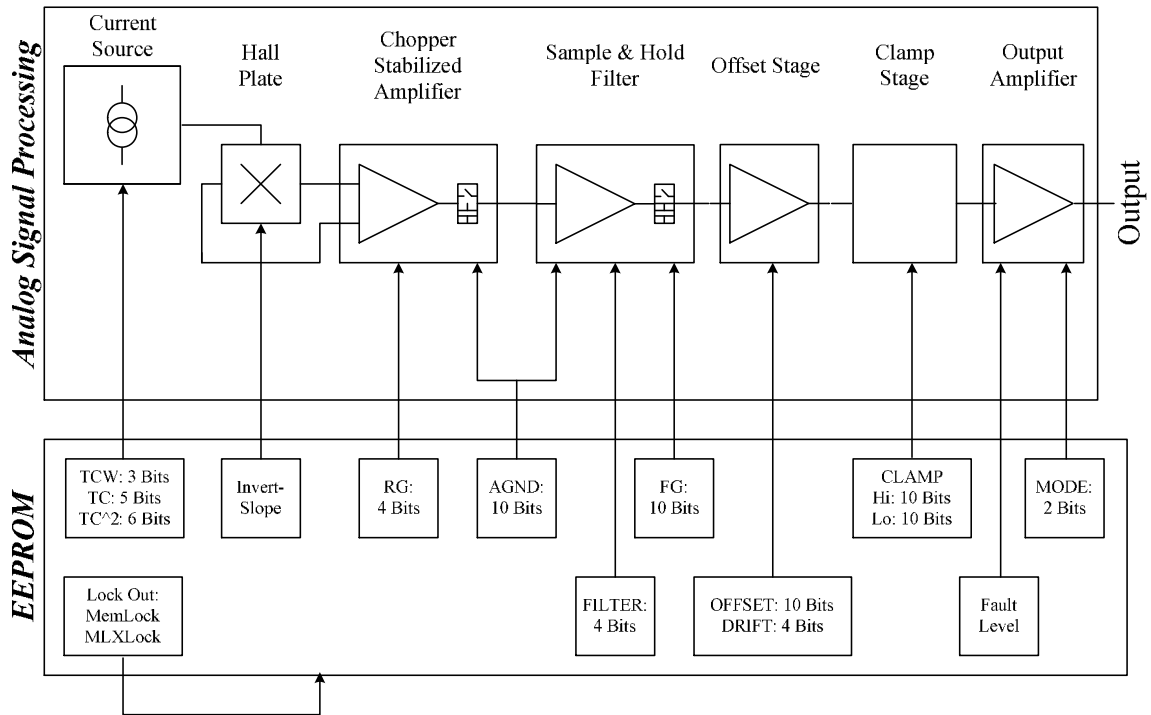 Analog Signal Processing
Current
Source
Hall
Plate
Chopper
Stabilized
Amplifier
Sample & Hold
Filter
Offset Stage
Clamp
Stage
Output
Amplifier
Output
EEPROM
TCW: 3 Bits
TC: 5 Bits
TC^2: 6 Bits
Invert-
Slope
RG:
4 Bits
AGND:
10 Bits
FG:
10 Bits
CLAMP
Hi: 10 Bits
Lo: 10 Bits
MODE:
2 Bits
Lock Out:
MemLock
MLXLock
FILTER:
4 Bits
OFFSET: 10 Bits
DRIFT: 4 Bits
Fault
Level